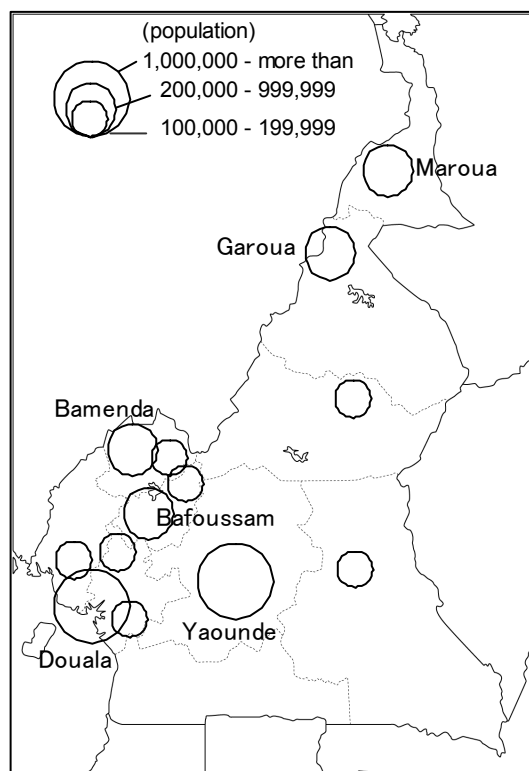 (population)
1,000,000 - more than
200,000 - 999,999
100,000 - 199,999
Maroua
Garoua
Bamenda
Bafoussam
Yaounde
Douala